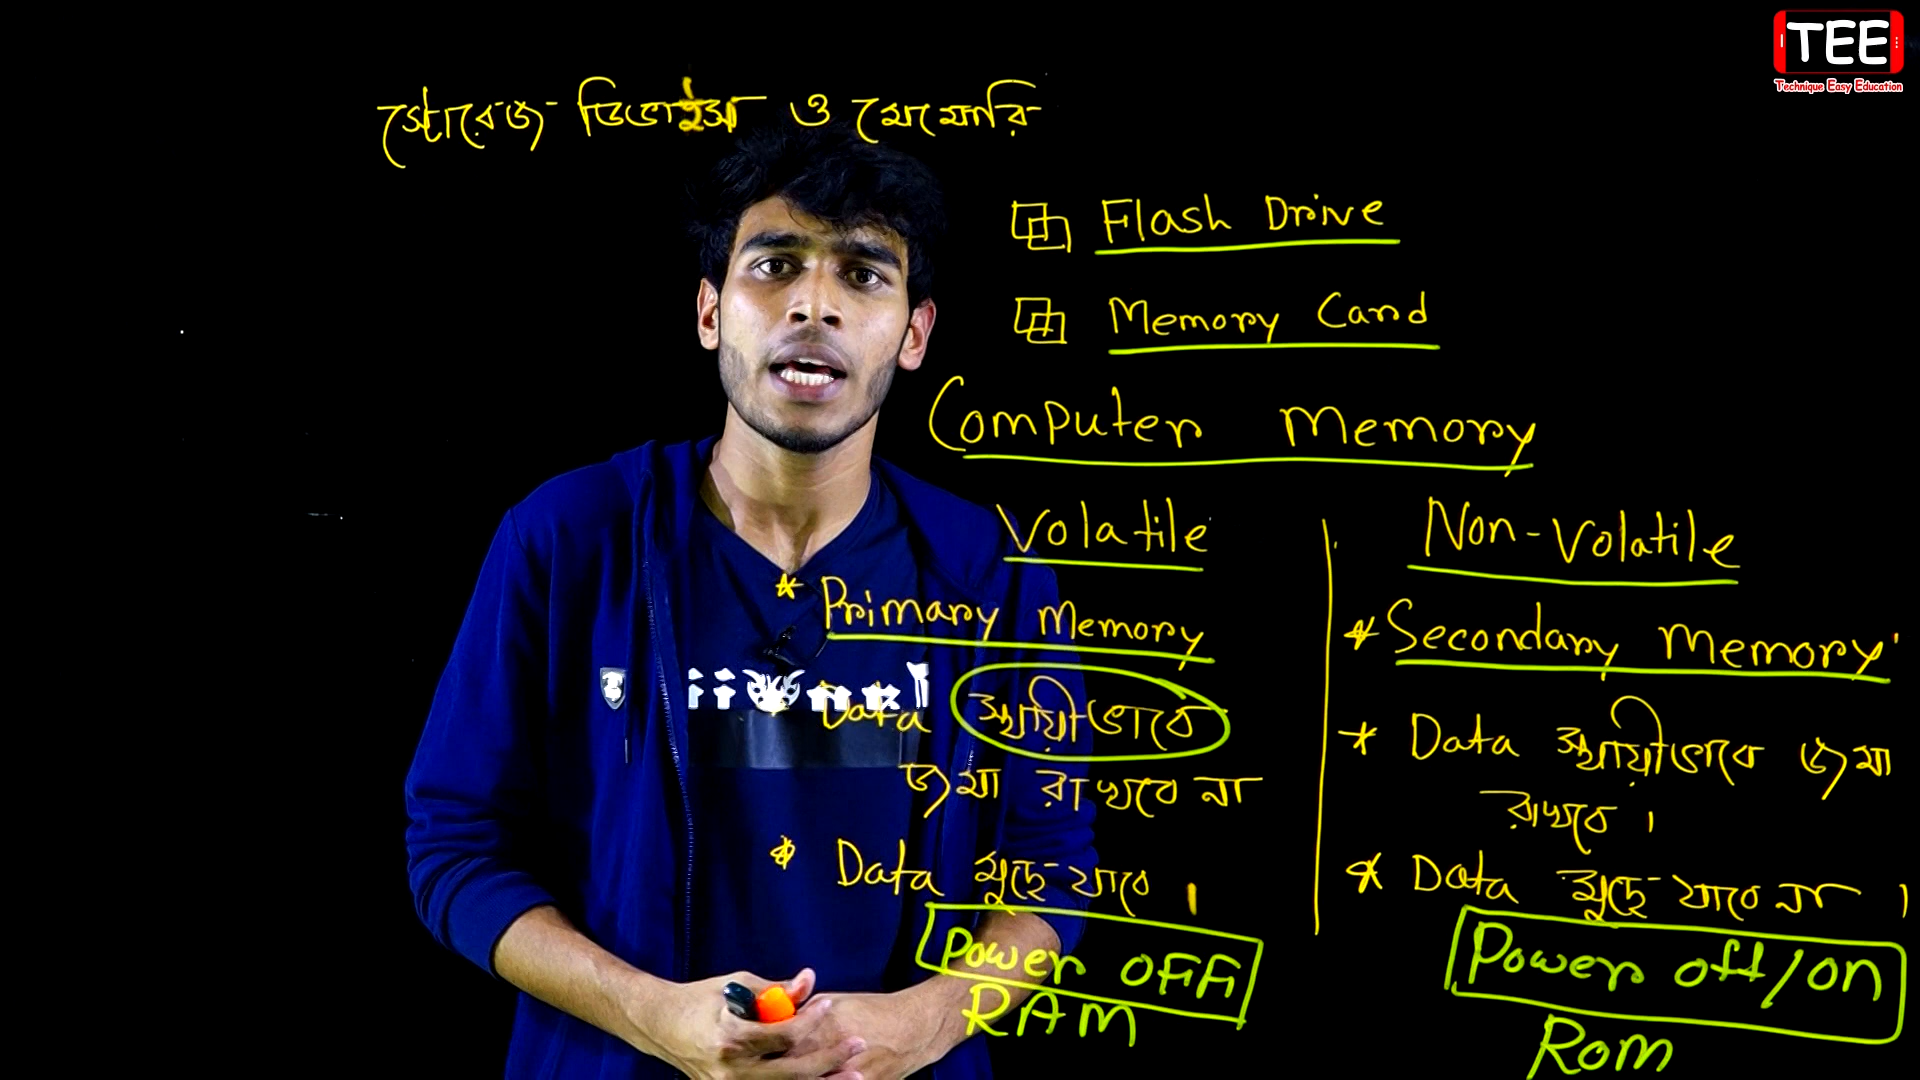 TEE
Technique Easy Education
স্টোরেজ ডিভাইস ও মেমোরি
Flash Drive
Memory Card
Computer Memory
Volatile
* Primary Memory
* Data স্থায়ীভাবে
জমা রাখবে না
* Data মুছে যাবে ।
Power OFF
RAM
Non-Volatile
* Secondary Memory
* Data স্থায়ীভাবে জমা
রাখবে ।
* Data মুছে যাবে না ।
Power off/on
Rom